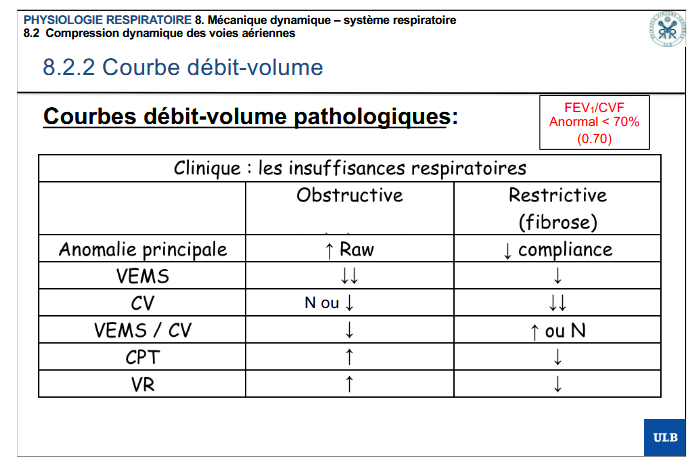 PHYSIOLOGIE RESPIRATOIRE 8. Mécanique dynamique – système respiratoire
8.2 Compression dynamique des voies aériennes
8.2.2 Courbe débit-volume
Courbes débit-volume pathologiques:
FEV₁/CVF
Anormal < 70%
(0.70)
Clinique : les insuffisances respiratoires
Obstructive Restrictive
(fibrose)
Anomalie principale ↑ Raw ↓ compliance
VEMS ↓↓ ↓
CV N ou ↓ ↓↓
VEMS / CV ↓ ↑ ou N
CPT ↑ ↓
VR ↑ ↓
ULB